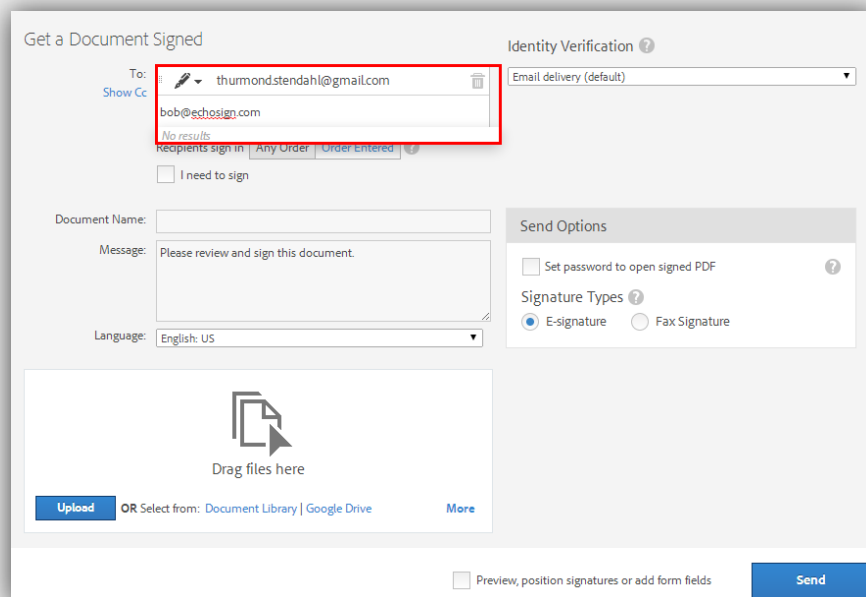 Get a Document Signed
To:
Show Cc
thurmond.stendahl@gmail.com
bob@echosign.com
No results
Recipients sign in Any Order Order Entered ?
I need to sign
Identity Verification ?
Email delivery (default)
Document Name:
Message:
Please review and sign this document.
Language:
English: US
Send Options
Set password to open signed PDF ?
Signature Types ?
E-signature Fax Signature
Drag files here
Upload OR Select from: Document Library | Google Drive More
Preview, position signatures or add form fields Send